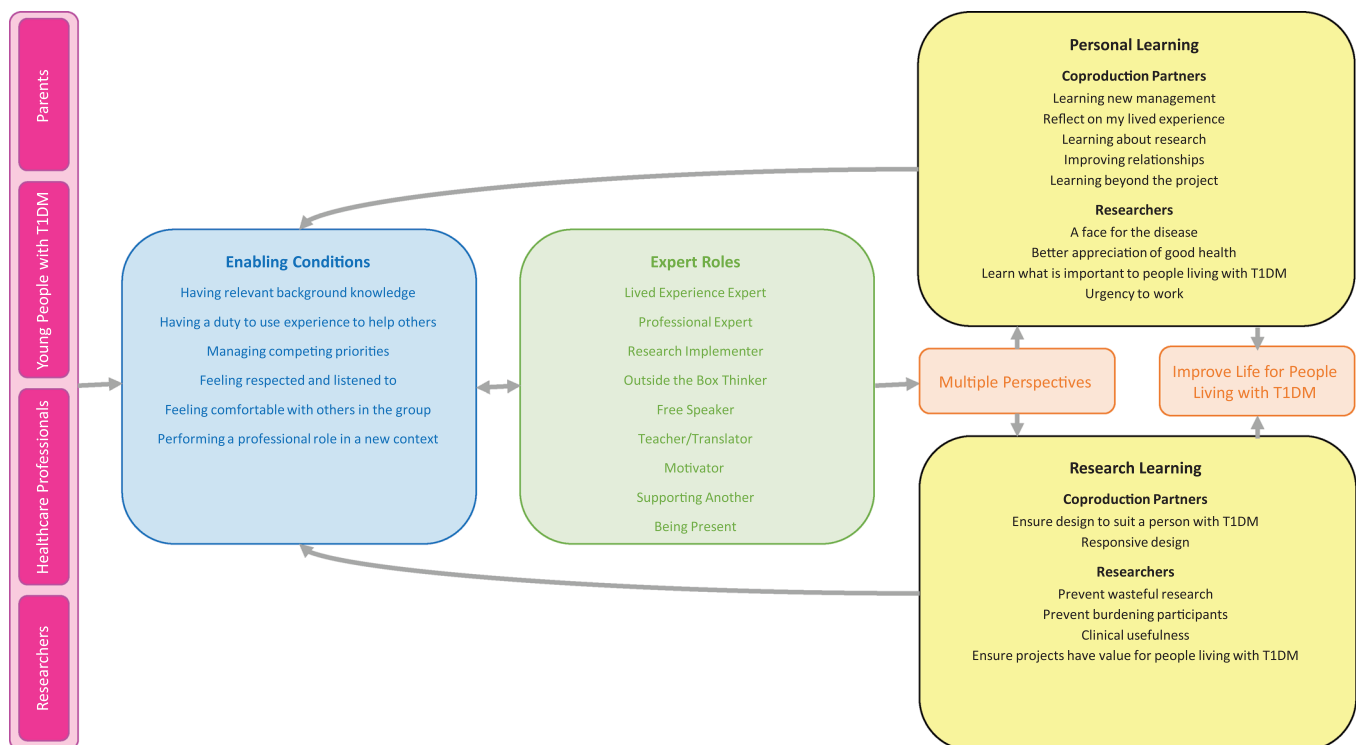 Parents
Young People with T1DM
Healthcare Professionals
Researchers
Enabling Conditions
Having relevant background knowledge
Having a duty to use experience to help others
Managing competing priorities
Feeling respected and listened to
Feeling comfortable with others in the group
Performing a professional role in a new context
Expert Roles
Lived Experience Expert
Professional Expert
Research Implementer
Outside the Box Thinker
Free Speaker
Teacher/Translator
Motivator
Supporting Another
Being Present
Personal Learning
Coproduction Partners
Learning new management
Reflect on my lived experience
Learning about research
Improving relationships
Learning beyond the project
Researchers
A face for the disease
Better appreciation of good health
Learn what is important to people living with T1DM
Urgency to work
Multiple Perspectives
Improve Life for People
Living with T1DM
Research Learning
Coproduction Partners
Ensure design to suit a person with T1DM
Responsive design
Researchers
Prevent wasteful research
Prevent burdening participants
Clinical usefulness
Ensure projects have value for people living with T1DM